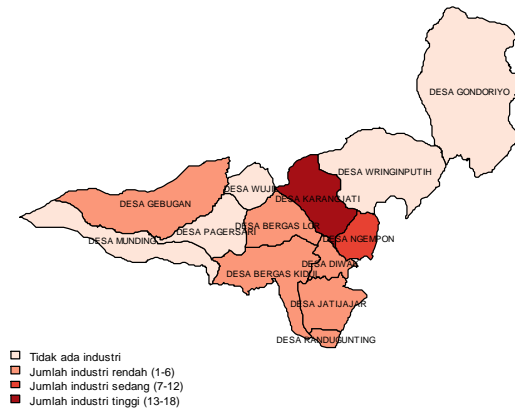 DESA GONDORIYO
DESA WRINGINPUTIH
DESA WUJIL
DESA KARANGJATI
DESA GEBUGAN
DESA BERGAS LOR
DESA PAGERSARI
DESA MUNDING
DESA NGEMPON
DESA DIWAK
DESA BERGAS KIDUL
DESA JATIJAJAR
DESA RANDUGUNTING
Tidak ada industri
Jumlah industri rendah (1-6)
Jumlah industri sedang (7-12)
Jumlah industri tinggi (13-18)